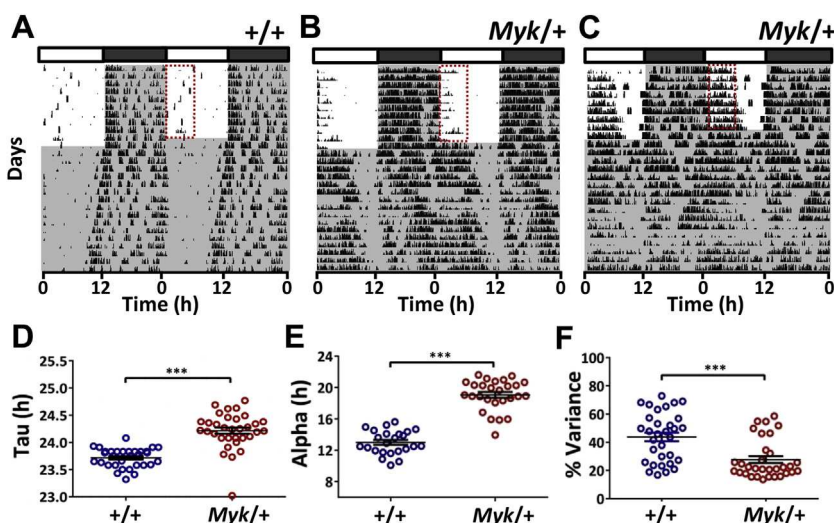 A +/+ B Myk/+ C Myk/+
Days
0 12 0 12 0 0 12 0 12 0 0 12 0 12 0
Time (h) Time (h) Time (h)
D E F
*** *** ***
Tau (h)
25.5
25.0
24.5
24.0
23.5
23.0
+/+ Myk/+
Alpha (h)
24
20
16
12
8
+/+ Myk/+
% Variance
100
80
60
40
20
0
+/+ Myk/+